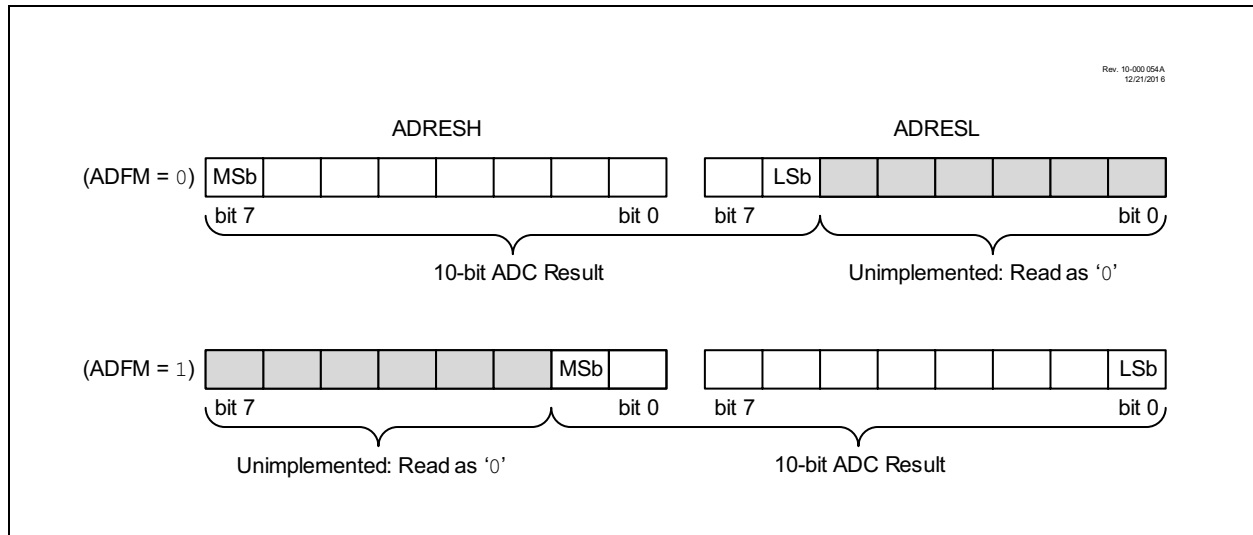 Rev. 10-000 054A
12/21/201 6
ADRESH ADRESL
(ADFM = 0) MSb LSb
bit 7 bit 0 bit 7 bit 0
10-bit ADC Result Unimplemented: Read as ‘0’
(ADFM = 1) MSb LSb
bit 7 bit 0 bit 7 bit 0
Unimplemented: Read as ‘0’ 10-bit ADC Result